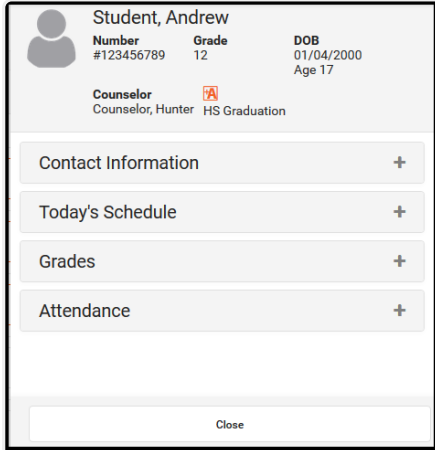 Student, Andrew
Number Grade DOB
#123456789 12 01/04/2000
Age 17
Counselor +A
Counselor, Hunter HS Graduation
Contact Information +
Today's Schedule +
Grades +
Attendance +
Close